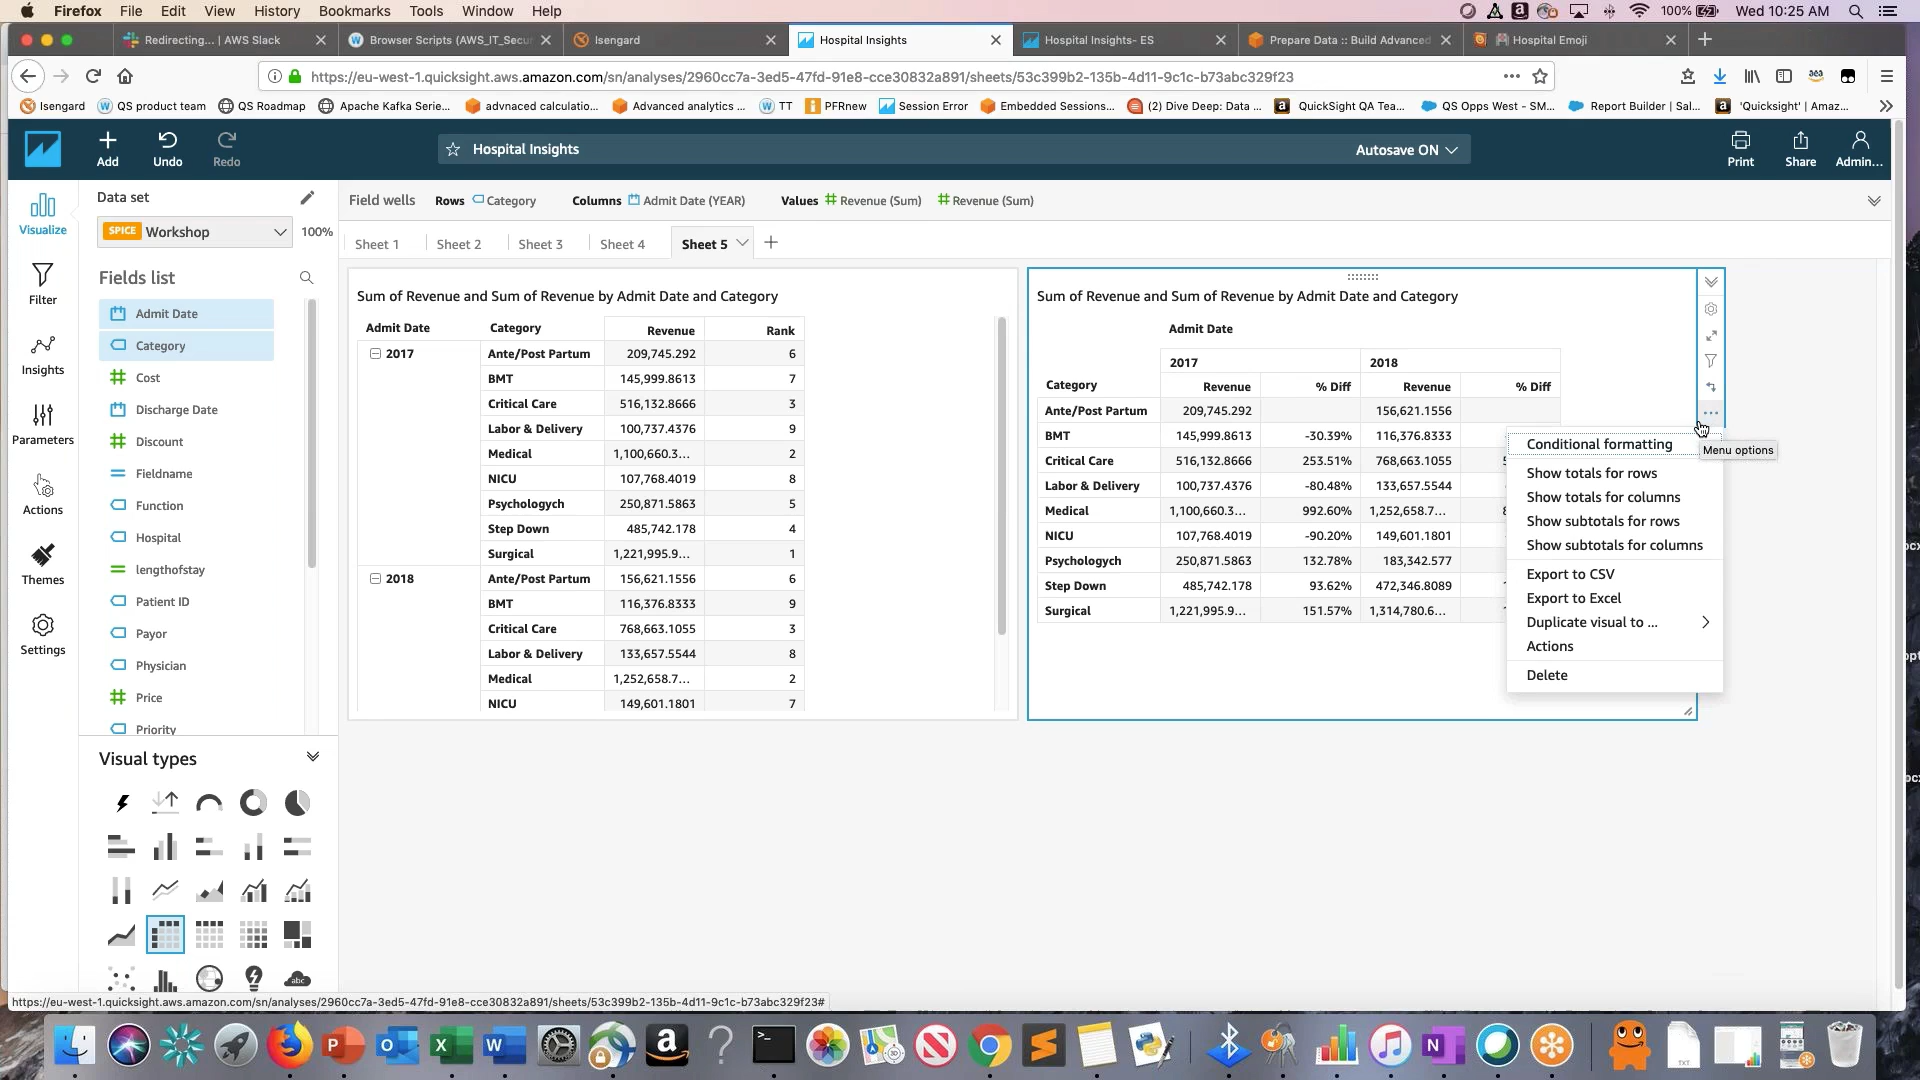 Firefox File Edit View History Bookmarks Tools Window Help 100% Wed 10:25 AM
Redirecting... | AWS Slack Browser Scripts (AWS_IT_Secu Isengard Hospital Insights Hospital Insights- ES Prepare Data :: Build Advanced Hospital Emoji
https://eu-west-1.quicksight.aws.amazon.com/sn/analyses/2960cc7a-3ed5-47fd-91e8-cce30832a891/sheets/53c399b2-135b-4d11-9c1c-b73abc329f23
Isengard QS product team QS Roadmap Apache Kafka Serie... advnaced calculatio... Advanced analytics ... TT PFRnew Session Error Embedded Sessions... (2) Dive Deep: Data ... QuickSight QA Tea... QS Opps West - SM... Report Builder | Sal... 'Quicksight' | Amaz...
Add Undo Redo Hospital Insights Autosave ON Print Share Admin...
Visualize
Filter
Insights
Parameters
Actions
Themes
Settings
Data set
SPICE Workshop 100%
Fields list
Admit Date
Category
Cost
Discharge Date
Discount
Fieldname
Function
Hospital
lengthofstay
Patient ID
Payor
Physician
Price
Priority
Visual types
abc
Field wells Rows Category Columns Admit Date (YEAR) Values Revenue (Sum) Revenue (Sum)
Sheet 1 Sheet 2 Sheet 3 Sheet 4 Sheet 5
Sum of Revenue and Sum of Revenue by Admit Date and Category
Admit Date Category Revenue Rank
2017 Ante/Post Partum 209,745.292 6
BMT 145,999.8613 7
Critical Care 516,132.8666 3
Labor & Delivery 100,737.4376 9
Medical 1,100,660.3... 2
NICU 107,768.4019 8
Psychologych 250,871.5863 5
Step Down 485,742.178 4
Surgical 1,221,995.9... 1
2018 Ante/Post Partum 156,621.1556 6
BMT 116,376.8333 9
Critical Care 768,663.1055 3
Labor & Delivery 133,657.5544 8
Medical 1,252,658.7... 2
NICU 149,601.1801 7
Sum of Revenue and Sum of Revenue by Admit Date and Category
Admit Date
2017 2018
Category Revenue % Diff Revenue % Diff
Ante/Post Partum 209,745.292 156,621.1556
BMT 145,999.8613 -30.39% 116,376.8333
Critical Care 516,132.8666 253.51% 768,663.1055
Labor & Delivery 100,737.4376 -80.48% 133,657.5544
Medical 1,100,660.3... 992.60% 1,252,658.7...
NICU 107,768.4019 -90.20% 149,601.1801
Psychologych 250,871.5863 132.78% 183,342.577
Step Down 485,742.178 93.62% 472,346.8089
Surgical 1,221,995.9... 151.57% 1,314,780.6...
Conditional formatting
Show totals for rows
Show totals for columns
Show subtotals for rows
Show subtotals for columns
Export to CSV
Export to Excel
Duplicate visual to ...
Actions
Delete
Menu options
https://eu-west-1.quicksight.aws.amazon.com/sn/analyses/2960cc7a-3ed5-47fd-91e8-cce30832a891/sheets/53c399b2-135b-4d11-9c1c-b73abc329f23#